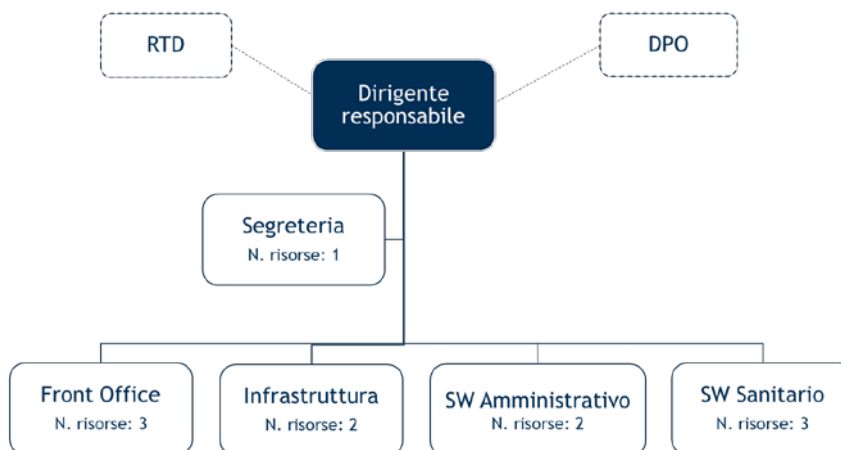 RTD
DPO
Dirigente
responsabile
Segreteria
N. risorse: 1
Front Office
N. risorse: 3
Infrastruttura
N. risorse: 2
SW Amministrativo
N. risorse: 2
SW Sanitario
N. risorse: 3